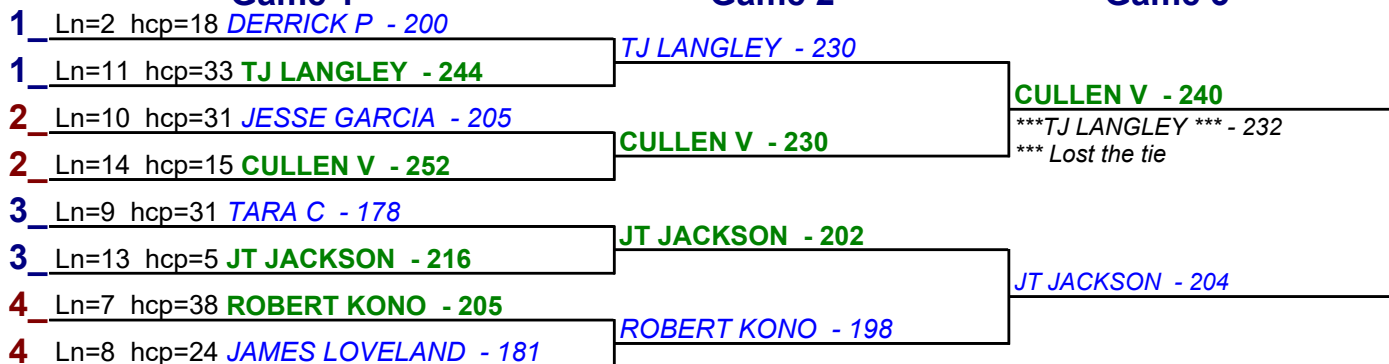 Game 1 Game 2 Game 3
1_ Ln=2 hcp=18 DERRICK P - 200
TJ LANGLEY - 230
1_ Ln=11 hcp=33 TJ LANGLEY - 244
CULLEN V - 240
2_ Ln=10 hcp=31 JESSE GARCIA - 205
***TJ LANGLEY *** - 232
CULLEN V - 230
*** Lost the tie
2_ Ln=14 hcp=15 CULLEN V - 252
3_ Ln=9 hcp=31 TARA C - 178
JT JACKSON - 202
3_ Ln=13 hcp=5 JT JACKSON - 216
JT JACKSON - 204
4_ Ln=7 hcp=38 ROBERT KONO - 205
ROBERT KONO - 198
4 Ln=8 hcp=24 JAMES LOVELAND - 181